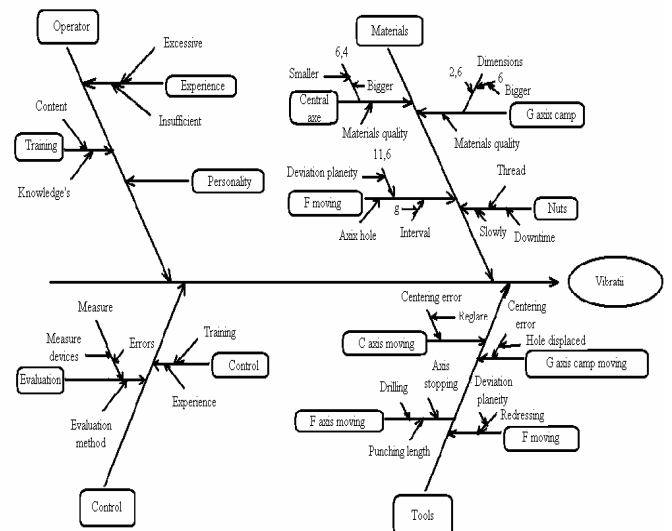 Operator
Excessive
Experience
Insufficient
Content
Training
Knowledge's
Personality
Materials
6,4
Smaller
Bigger
Central
axe
Materials quality
2,6
Dimensions
6
Bigger
G axix camp
Materials quality
11,6
Deviation planeity
F moving
g
Axix hole
Interval
Thread
Nuts
Slowly
Downtime
Vibratii
Measure
Measure
devices
Errors
Training
Evaluation
Control
Experience
Evaluation
method
Control
Centering error
Reglare
Centering
error
C axis moving
Hole displaced
G axis camp moving
Axis
stopping
Deviation
planeity
Drilling
Redressing
F axis moving
Punching length
F moving
Tools